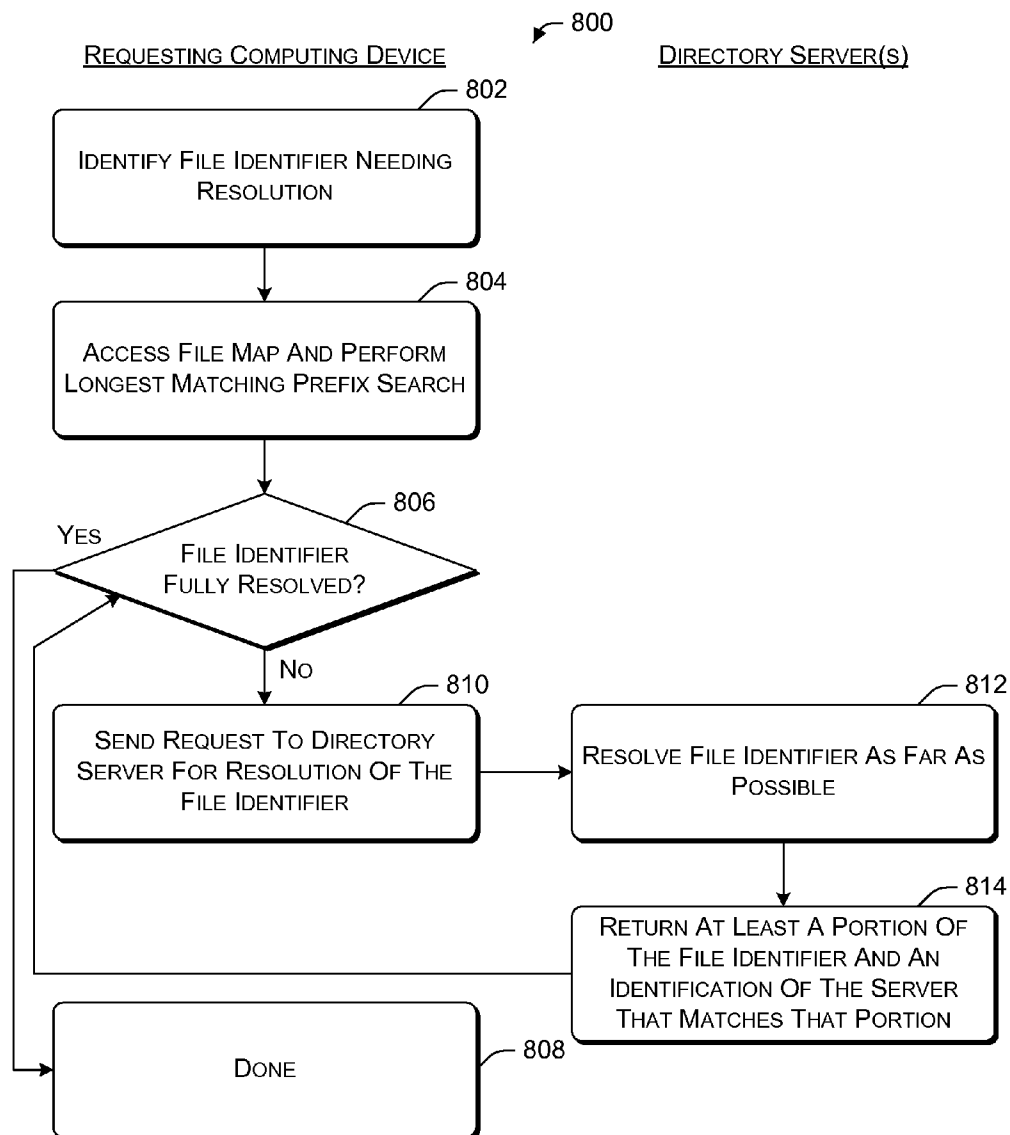 800
REQUESTING COMPUTING DEVICE
DIRECTORY SERVER(S)
802
IDENTIFY FILE IDENTIFIER NEEDING
RESOLUTION
804
ACCESS FILE MAP AND PERFORM
LONGEST MATCHING PREFIX SEARCH
806
YES
FILE IDENTIFIER
FULLY RESOLVED?
NO
810
SEND REQUEST TO DIRECTORY
SERVER FOR RESOLUTION OF THE
FILE IDENTIFIER
812
RESOLVE FILE IDENTIFIER AS FAR AS
POSSIBLE
814
RETURN AT LEAST A PORTION OF
THE FILE IDENTIFIER AND AN
IDENTIFICATION OF THE SERVER
THAT MATCHES THAT PORTION
DONE
808